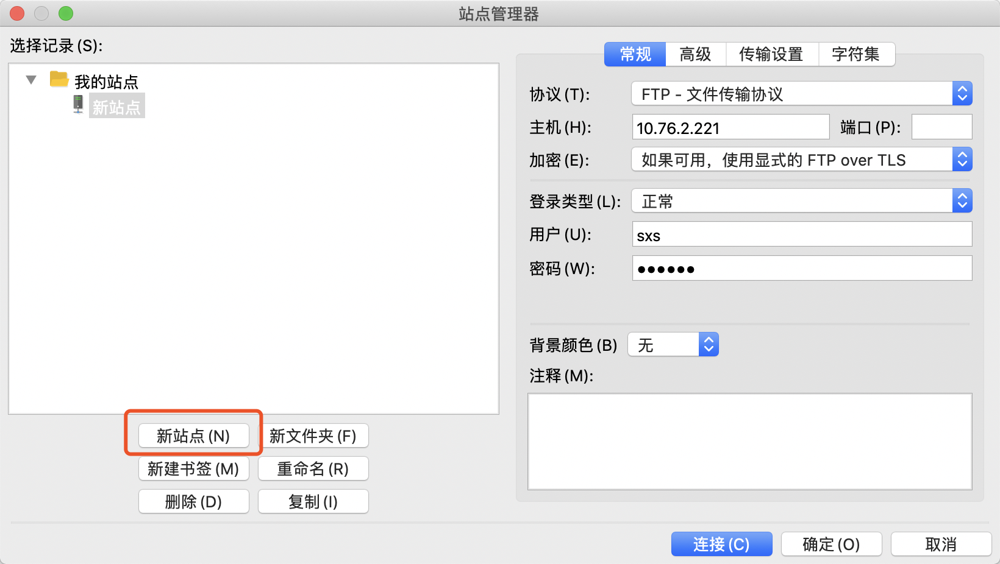 站点管理器
选择记录(S):
我的站点
新站点
新站点(N)
新文件夹(F)
新建书签(M)
重命名(R)
删除(D)
复制(I)
常规
高级
传输设置
字符集
协议(T):
FTP - 文件传输协议
主机(H):
10.76.2.221
端口(P):
加密(E):
如果可用，使用显式的 FTP over TLS
登录类型(L):
正常
用户(U):
sxs
密码(W):
●●●●●●
背景颜色(B)
无
注释(M):
连接(C)
确定(O)
取消